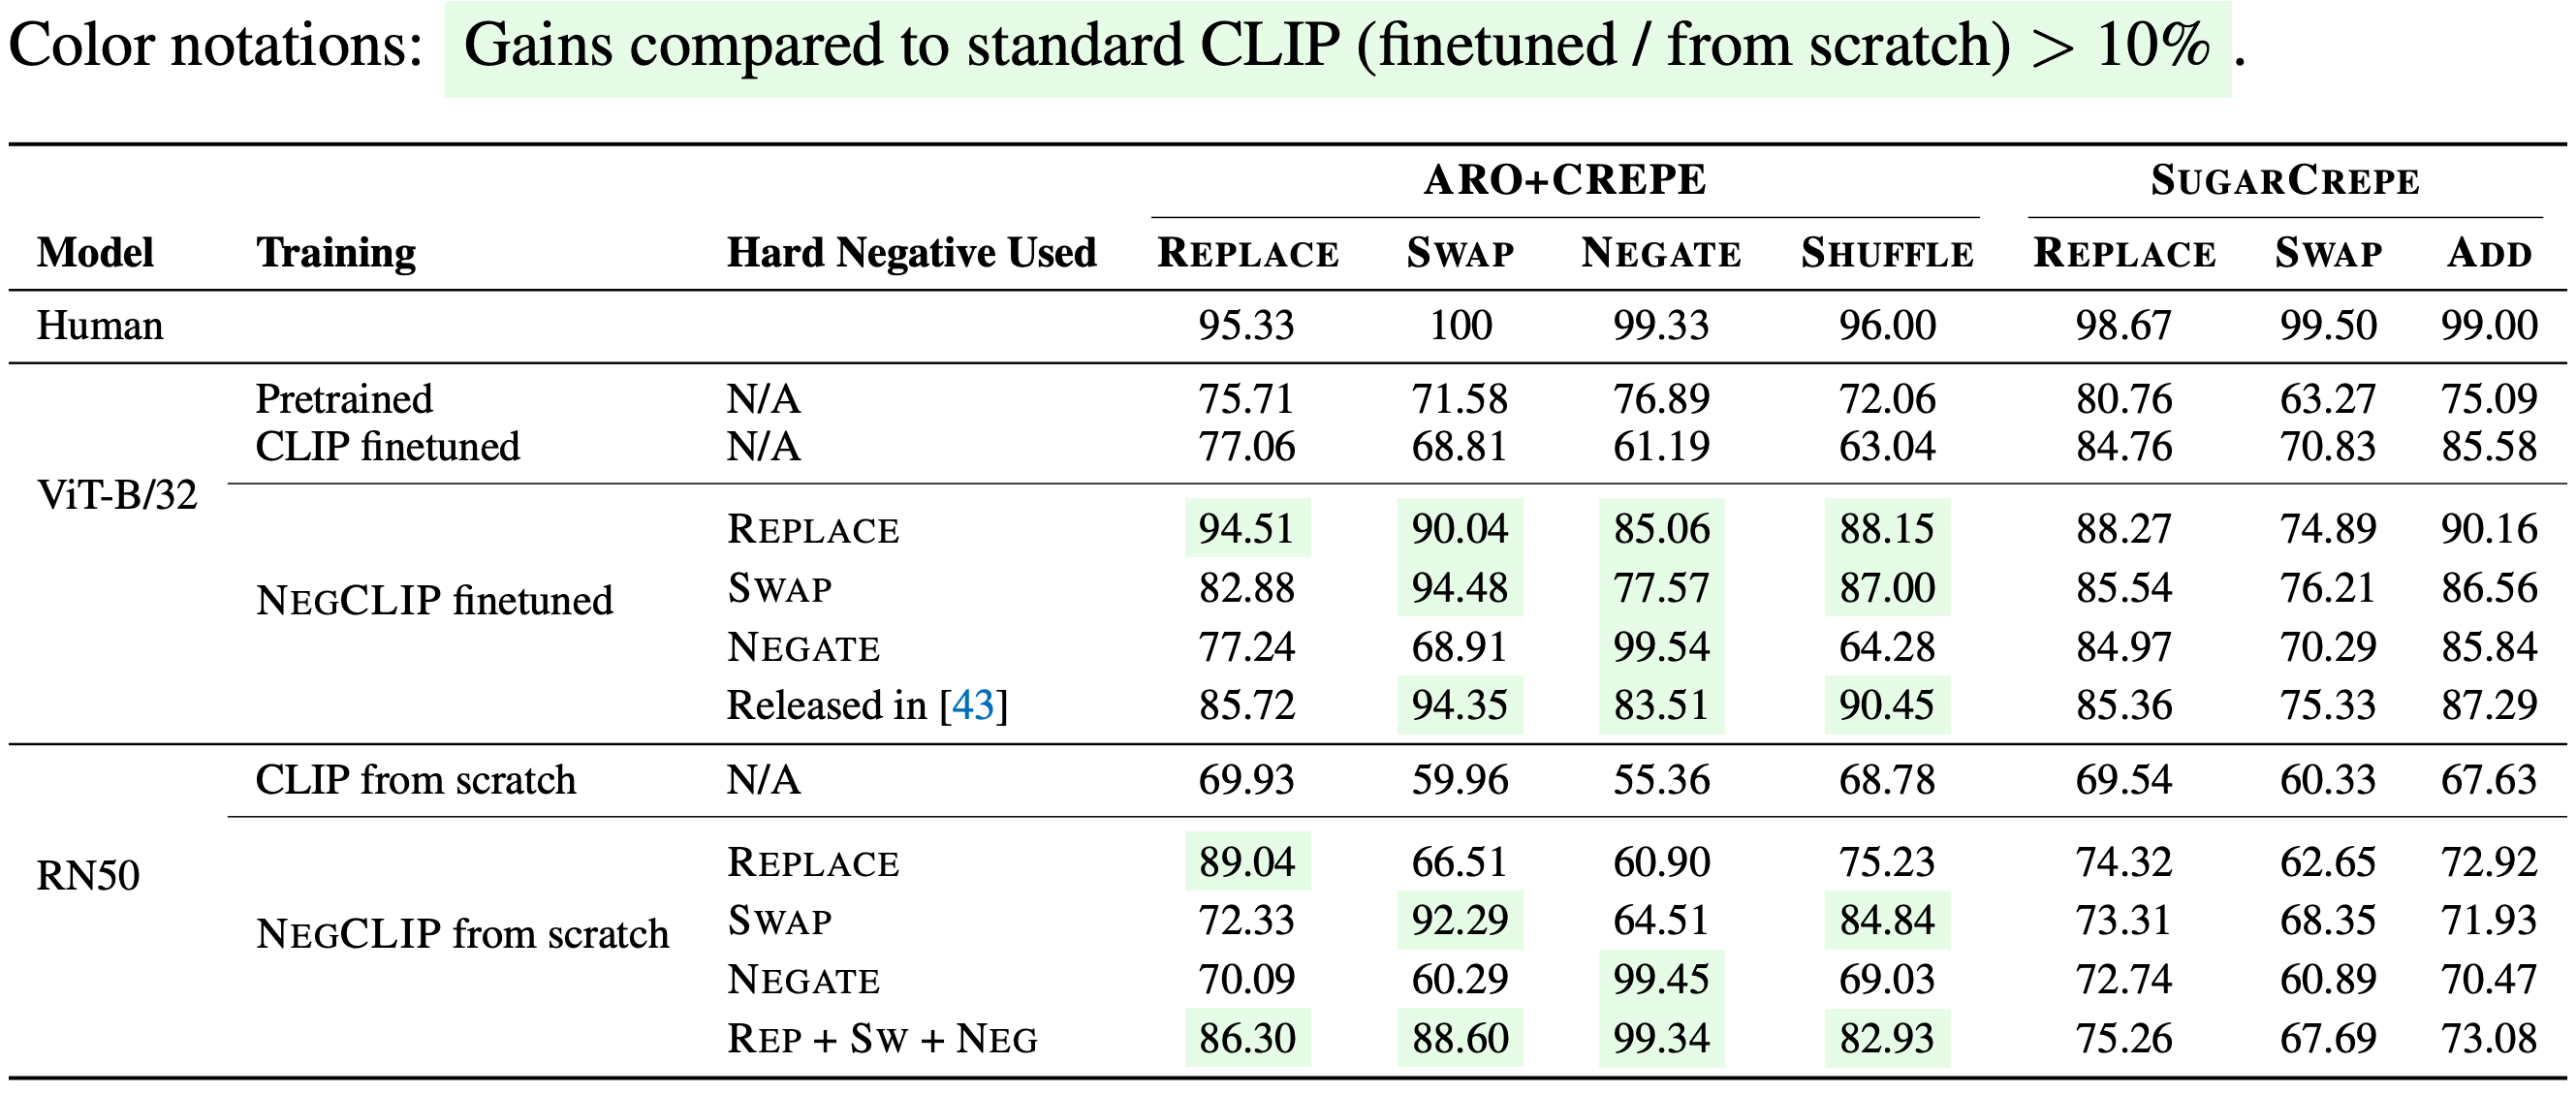 Color notations: Gains compared to standard CLIP (finetuned / from scratch) > 10% .
ARO+CREPE SUGARCREPE
Model Training Hard Negative Used REPLACE SWAP NEGATE SHUFFLE REPLACE SWAP ADD
Human 95.33 100 99.33 96.00 98.67 99.50 99.00
Pretrained N/A 75.71 71.58 76.89 72.06 80.76 63.27 75.09
CLIP finetuned N/A 77.06 68.81 61.19 63.04 84.76 70.83 85.58
ViT-B/32
REPLACE 94.51 90.04 85.06 88.15 88.27 74.89 90.16
SWAP 82.88 94.48 77.57 87.00 85.54 76.21 86.56
NEGCLIP finetuned
NEGATE 77.24 68.91 99.54 64.28 84.97 70.29 85.84
Released in [43] 85.72 94.35 83.51 90.45 85.36 75.33 87.29
CLIP from scratch N/A 69.93 59.96 55.36 68.78 69.54 60.33 67.63
REPLACE 89.04 66.51 60.90 75.23 74.32 62.65 72.92
RN50
SWAP 72.33 92.29 64.51 84.84 73.31 68.35 71.93
NEGCLIP from scratch
NEGATE 70.09 60.29 99.45 69.03 72.74 60.89 70.47
REP + SW + NEG 86.30 88.60 99.34 82.93 75.26 67.69 73.08